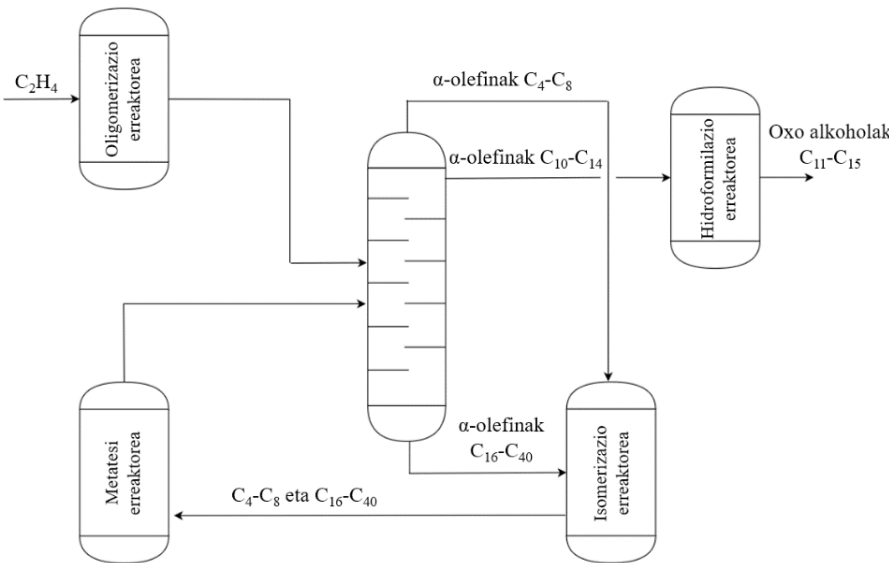 C₂H₄
Oligomerizazio
erreaktorea
α-olefinak C₄-C₈
α-olefinak C₁₀-C₁₄
Hidroformilazio
erreaktorea
Oxo alkoholak
C₁₁-C₁₅
Metatesi
erreaktorea
α-olefinak
C₁₆-C₄₀
C₄-C₈ eta C₁₆-C₄₀
Isomerizazio
erreaktorea